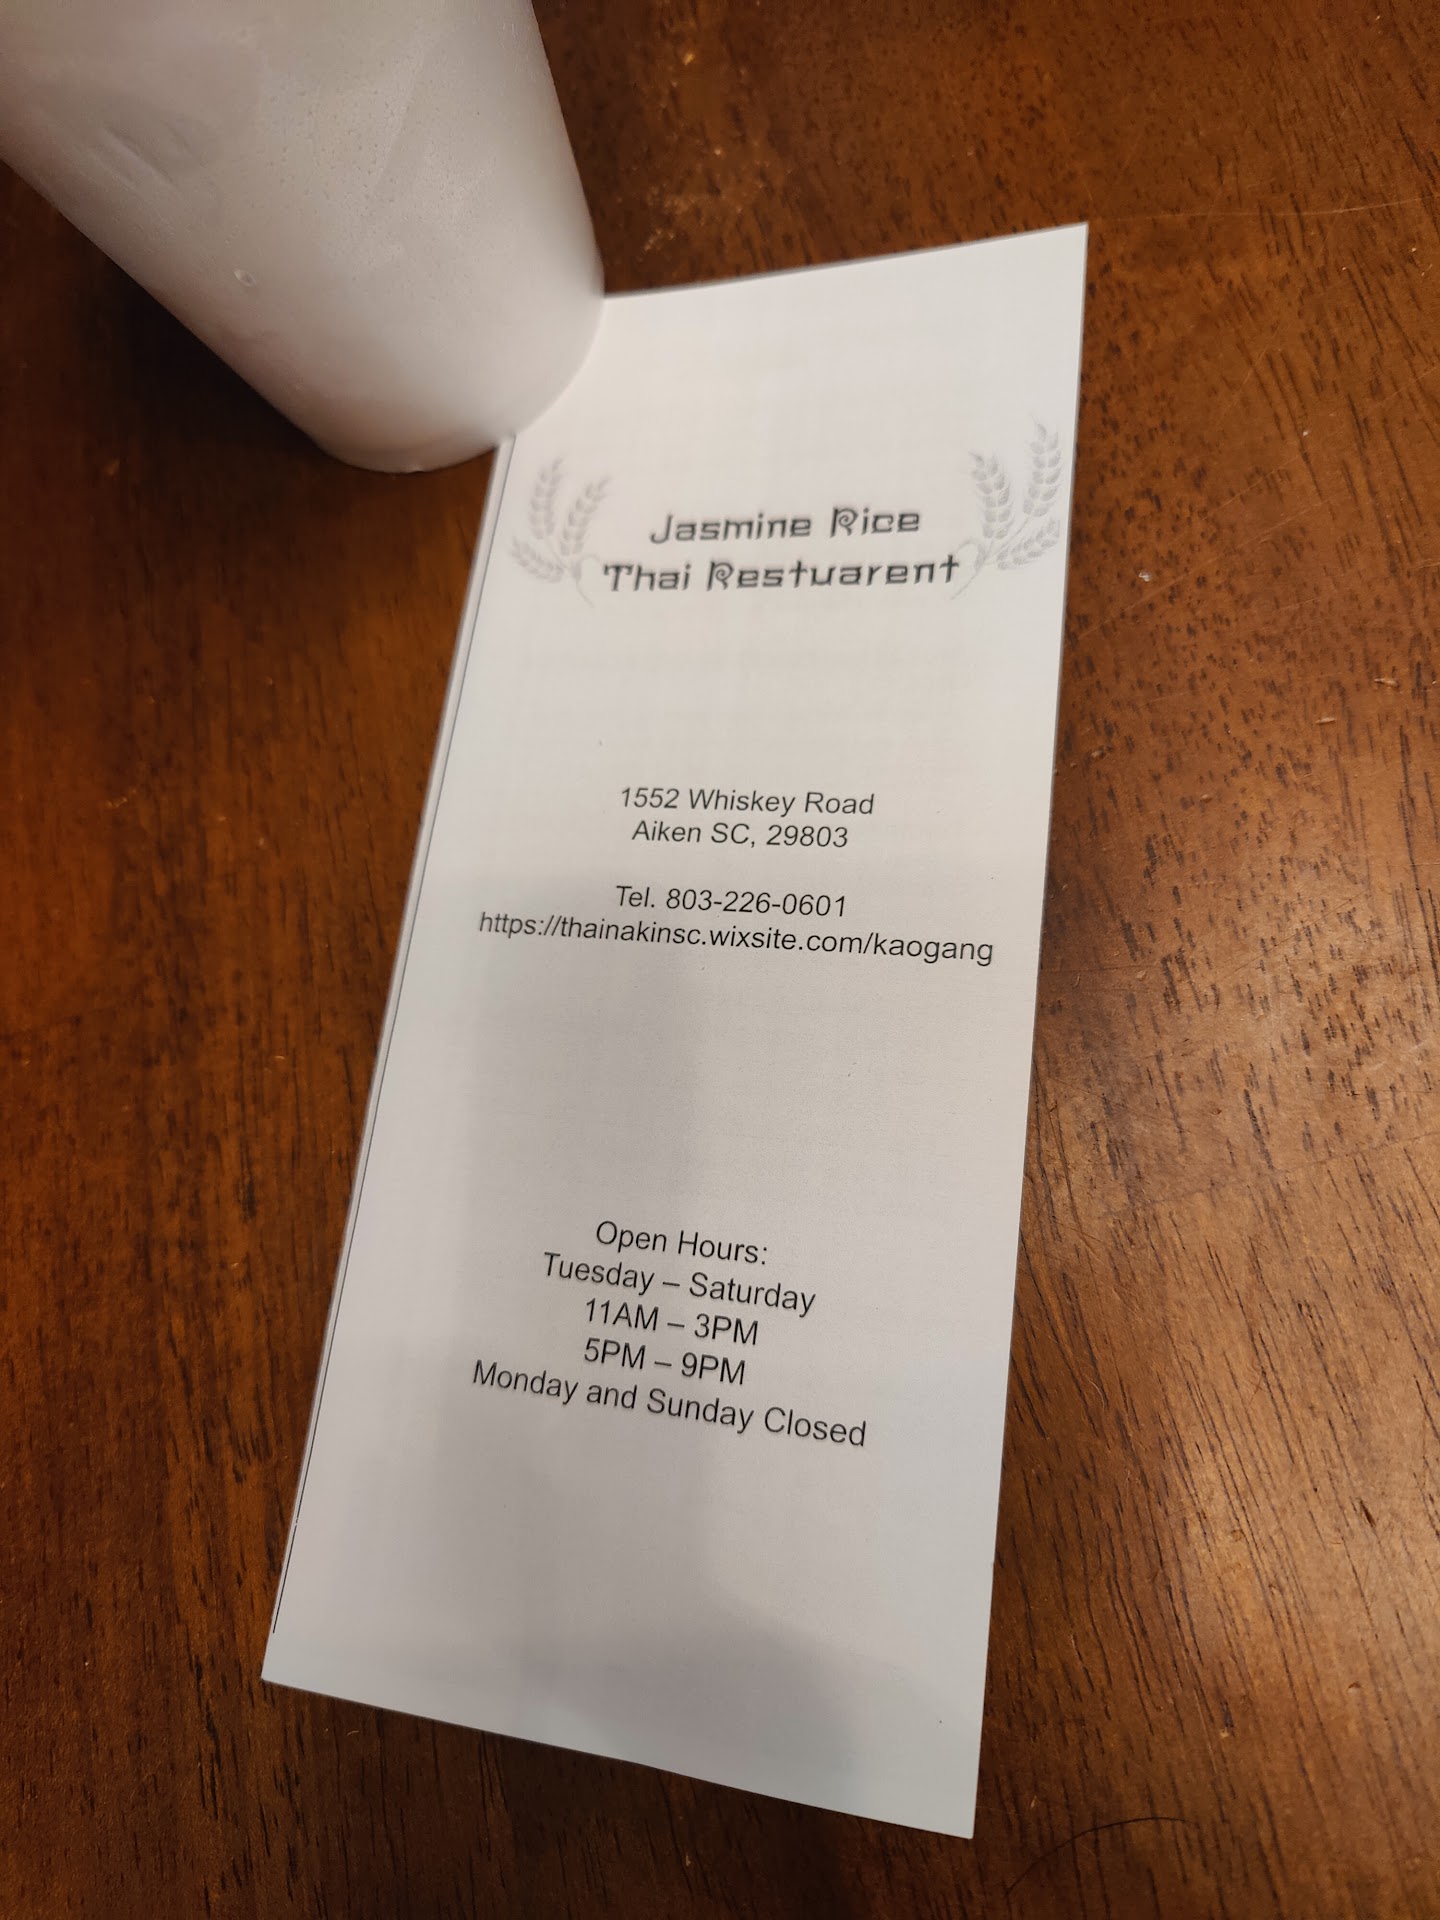 Jasmine Rice
Thai Restuarent
1552 Whiskey Road
Aiken SC, 29803
Tel. 803-226-0601
https://thainakinsc.wixsite.com/kaogang
Open Hours:
Tuesday – Saturday
11AM – 3PM
5PM – 9PM
Monday and Sunday Closed